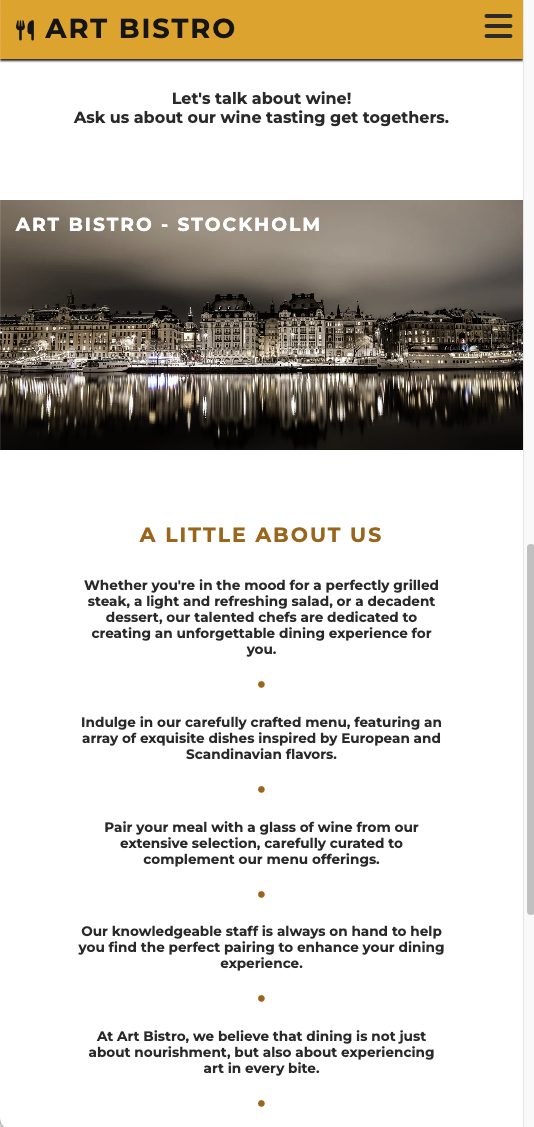 ART BISTRO
Let's talk about wine!
Ask us about our wine tasting get togethers.
ART BISTRO - STOCKHOLM
A LITTLE ABOUT US
Whether you're in the mood for a perfectly grilled
steak, a light and refreshing salad, or a decadent
dessert, our talented chefs are dedicated to
creating an unforgettable dining experience for
you.
Indulge in our carefully crafted menu, featuring an
array of exquisite dishes inspired by European and
Scandinavian flavors.
Pair your meal with a glass of wine from our
extensive selection, carefully curated to
complement our menu offerings.
Our knowledgeable staff is always on hand to help
you find the perfect pairing to enhance your dining
experience.
At Art Bistro, we believe that dining is not just
about nourishment, but also about experiencing
art in every bite.